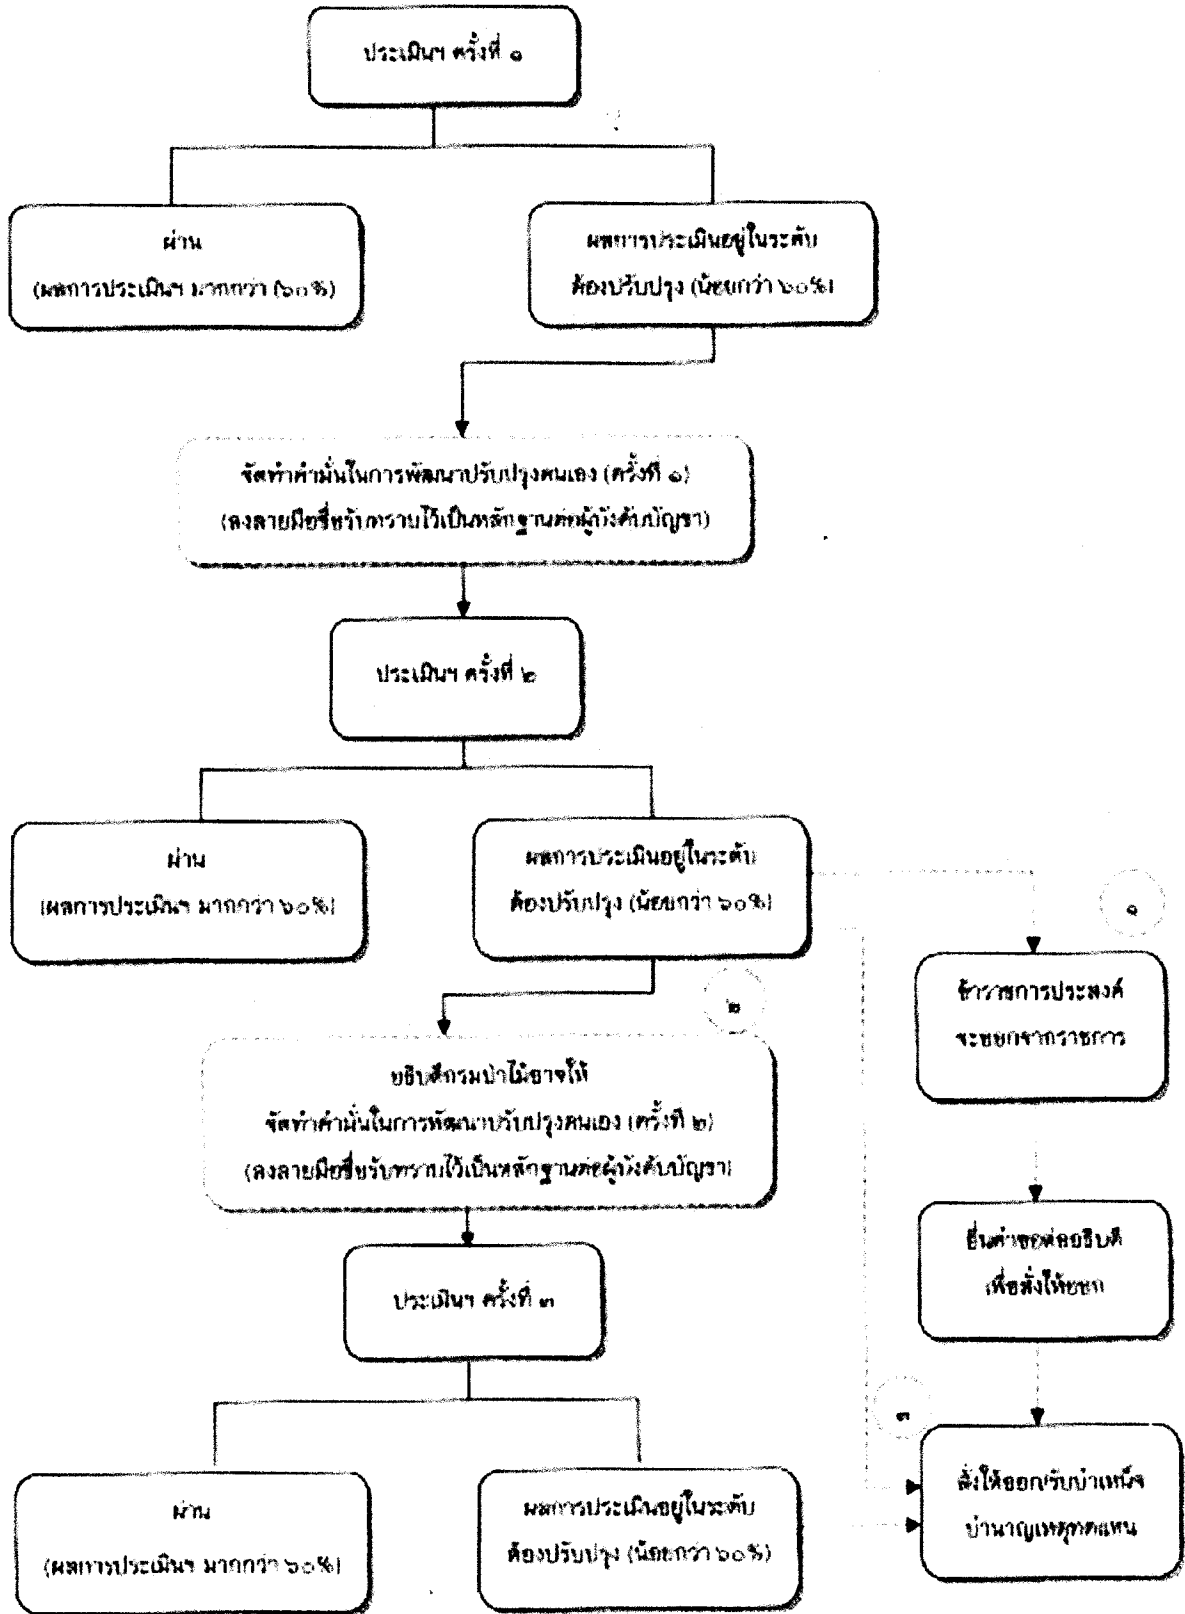 ประเมินฯ ครั้งที่ ๑
ผ่าน
(ผลการประเมินฯ มากกว่า (๖๐%)
ผลการประเมินอยู่ในระดับ
ต้องปรับปรุง (น้อยกว่า ๖๐%)
จัดทำคำมั่นในการพัฒนาปรับปรุงตนเอง (ครั้งที่ ๑)
(ลงลายมือชื่อรับทราบไว้เป็นหลักฐานต่อผู้บังคับบัญชา)
ประเมินฯ ครั้งที่ ๒
ผ่าน
(ผลการประเมินฯ มากกว่า ๖๐%)
ผลการประเมินอยู่ในระดับ
ต้องปรับปรุง (น้อยกว่า ๖๐%)
๑
ข้าราชการประสงค์
จะออกจากราชการ
๒
อธิบดีกรมป่าไม้อาจให้
จัดทำคำมั่นในการพัฒนาปรับปรุงตนเอง (ครั้งที่ ๒)
(ลงลายมือชื่อรับทราบไว้เป็นหลักฐานต่อผู้บังคับบัญชา)
ยื่นคำขอต่ออธิบดี
เพื่อสั่งให้ออก
ประเมินฯ ครั้งที่ ๓
๓
สั่งให้ออก/รับบำเหน็จ
บำนาญเหตุทดแทน
ผ่าน
(ผลการประเมินฯ มากกว่า ๖๐%)
ผลการประเมินอยู่ในระดับ
ต้องปรับปรุง (น้อยกว่า ๖๐%)